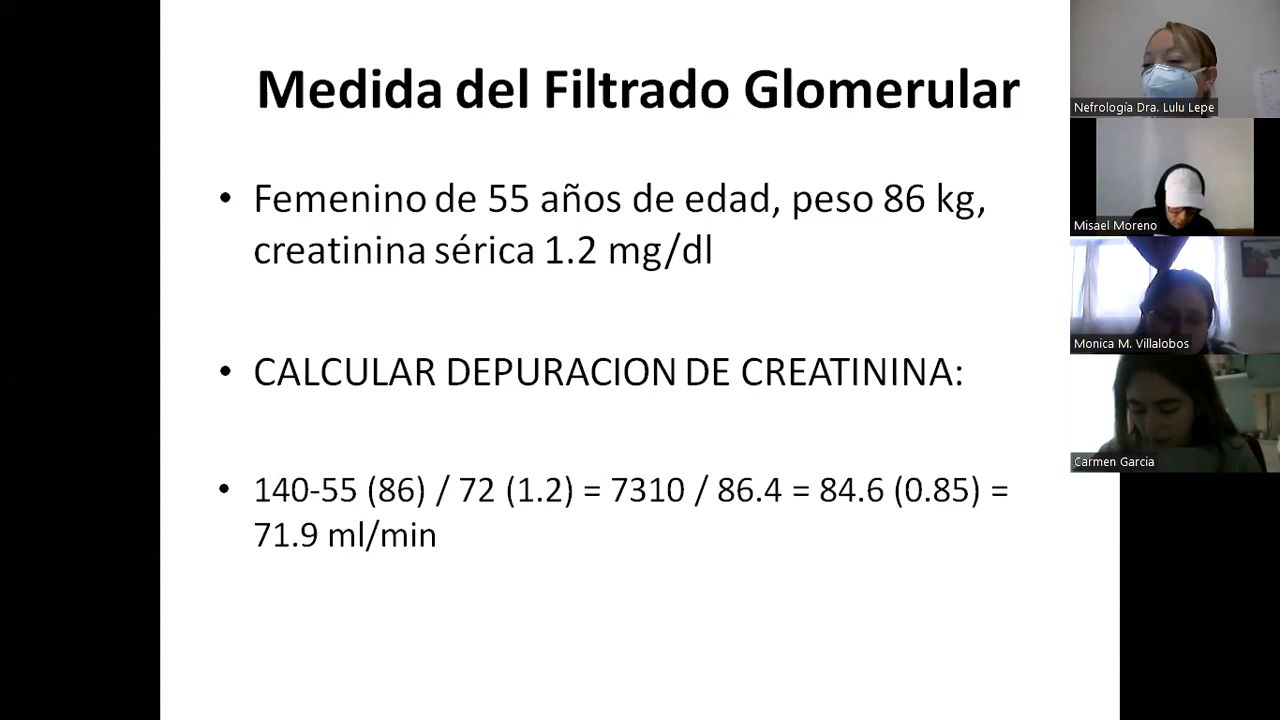 Medida del Filtrado Glomerular
• Femenino de 55 años de edad, peso 86 kg,
creatinina sérica 1.2 mg/dl
• CALCULAR DEPURACION DE CREATININA:
• 140-55 (86) / 72 (1.2) = 7310 / 86.4 = 84.6 (0.85) =
71.9 ml/min
Nefrología Dra. Lulu Lepe
Misael Moreno
Monica M. Villalobos
Carmen Garcia